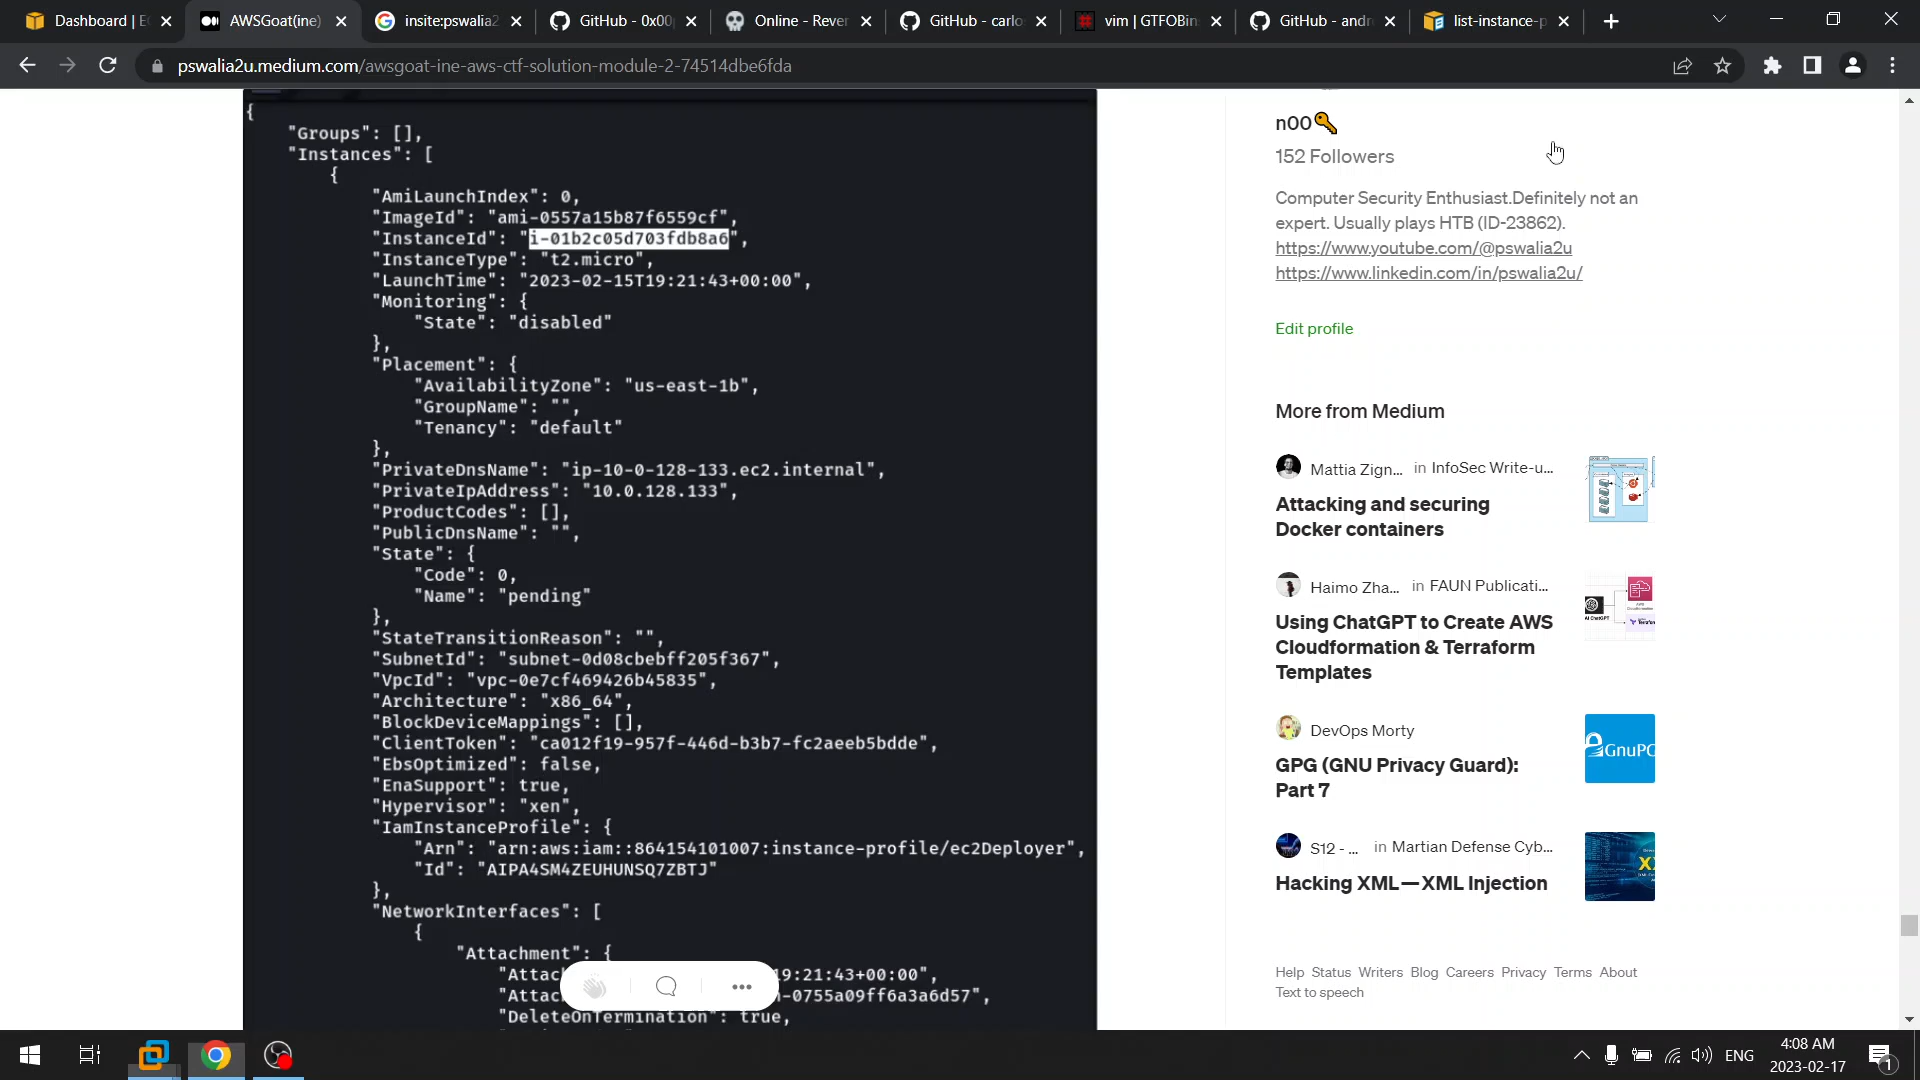 Dashboard | E
AWSGoat(ine)
insite:pswalia2
GitHub - 0x00
Online - Rever
GitHub - carlo
vim | GTFOBin
GitHub - andr
list-instance-p
pswalia2u.medium.com/awsgoat-ine-aws-ctf-solution-module-2-74514dbe6fda
{
"Groups": [],
"Instances": [
{
"AmiLaunchIndex": 0,
"ImageId": "ami-0557a15b87f6559cf",
"InstanceId": "i-01b2c05d703fdb8a6",
"InstanceType": "t2.micro",
"LaunchTime": "2023-02-15T19:21:43+00:00",
"Monitoring": {
"State": "disabled"
},
"Placement": {
"AvailabilityZone": "us-east-1b",
"GroupName": "",
"Tenancy": "default"
},
"PrivateDnsName": "ip-10-0-128-133.ec2.internal",
"PrivateIpAddress": "10.0.128.133",
"ProductCodes": [],
"PublicDnsName": "",
"State": {
"Code": 0,
"Name": "pending"
},
"StateTransitionReason": "",
"SubnetId": "subnet-0d08cbebff205f367",
"VpcId": "vpc-0e7cf469426b45835",
"Architecture": "x86_64",
"BlockDeviceMappings": [],
"ClientToken": "ca012f19-957f-446d-b3b7-fc2aeeb5bdde",
"EbsOptimized": false,
"EnaSupport": true,
"Hypervisor": "xen",
"IamInstanceProfile": {
"Arn": "arn:aws:iam::864154101007:instance-profile/ec2Deployer",
"Id": "AIPA4SM4ZEUHUNSQ7ZBTJ"
},
"NetworkInterfaces": [
{
"Attachment": {
"Attac 19:21:43+00:00",
"Attac -0755a09ff6a3a6d57",
"DeleteOnTermination": true,
n00🔑
152 Followers
Computer Security Enthusiast.Definitely not an
expert. Usually plays HTB (ID-23862).
https://www.youtube.com/@pswalia2u
https://www.linkedin.com/in/pswalia2u/
Edit profile
More from Medium
Mattia Zign... in InfoSec Write-u...
Attacking and securing
Docker containers
Haimo Zha... in FAUN Publicati...
Using ChatGPT to Create AWS
Cloudformation & Terraform
Templates
DevOps Morty
GPG (GNU Privacy Guard):
Part 7
GnuPG
S12 - ... in Martian Defense Cyb...
Hacking XML — XML Injection
Help Status Writers Blog Careers Privacy Terms About
Text to speech
ENG
4:08 AM
2023-02-17
1